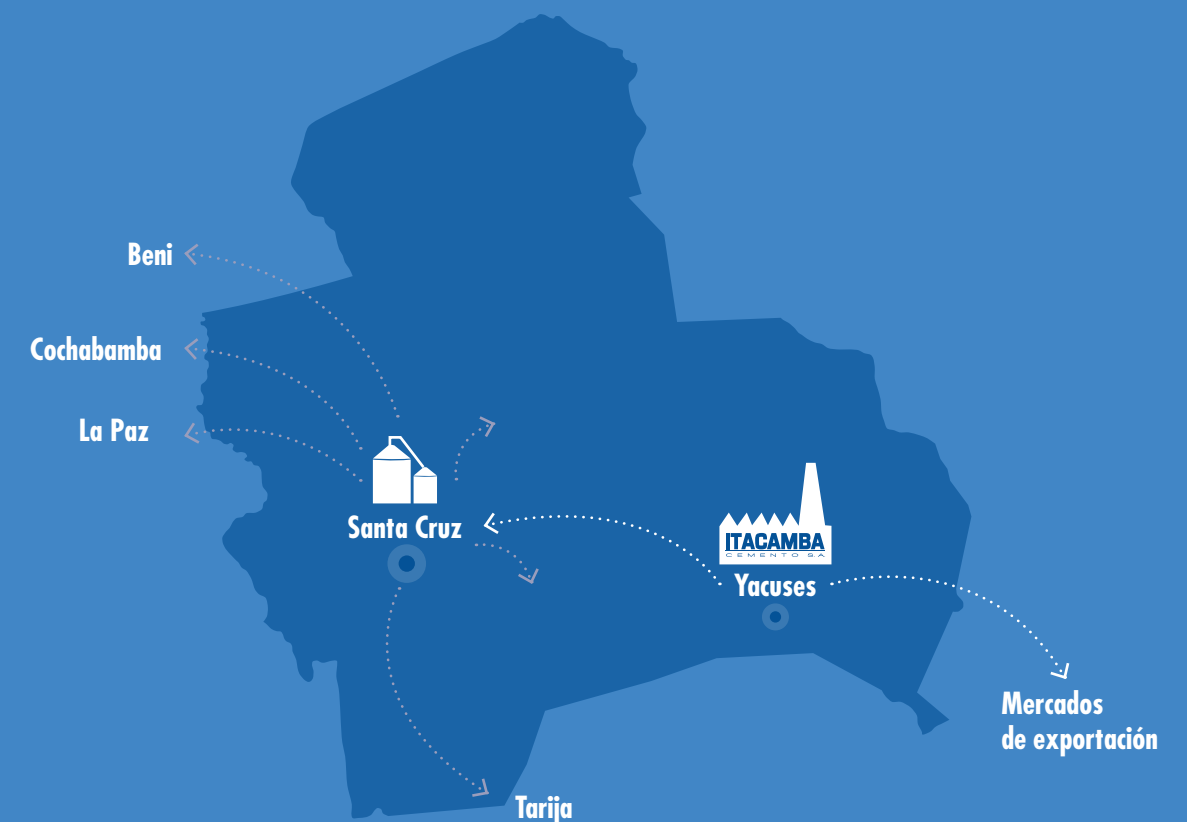 Beni
Cochabamba
La Paz
Santa Cruz
ITACAMBA
CEMENTO S.A
Yacuses
Mercados
de exportación
Tarija